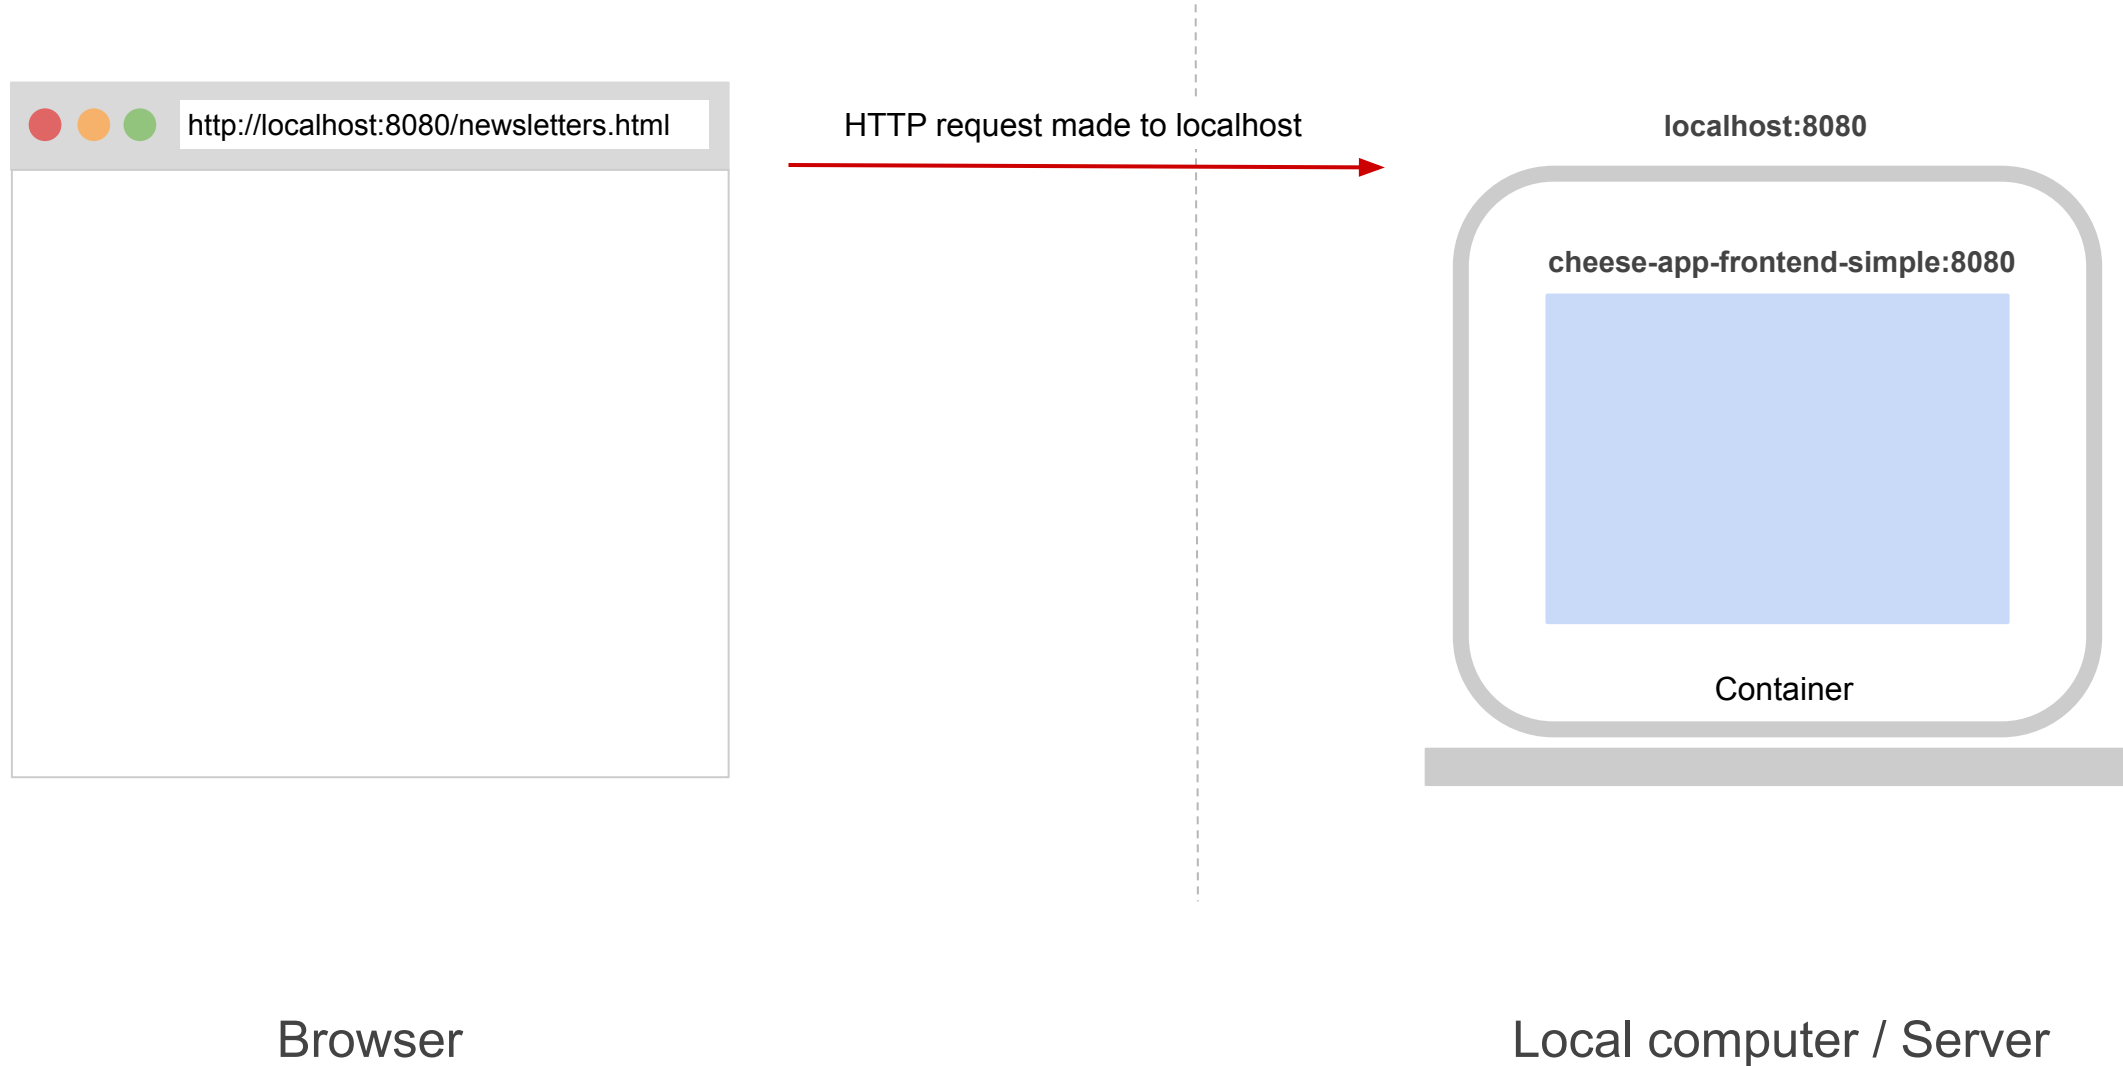 http://localhost:8080/newsletters.html
HTTP request made to localhost
localhost:8080
cheese-app-frontend-simple:8080
Container
Browser
Local computer / Server